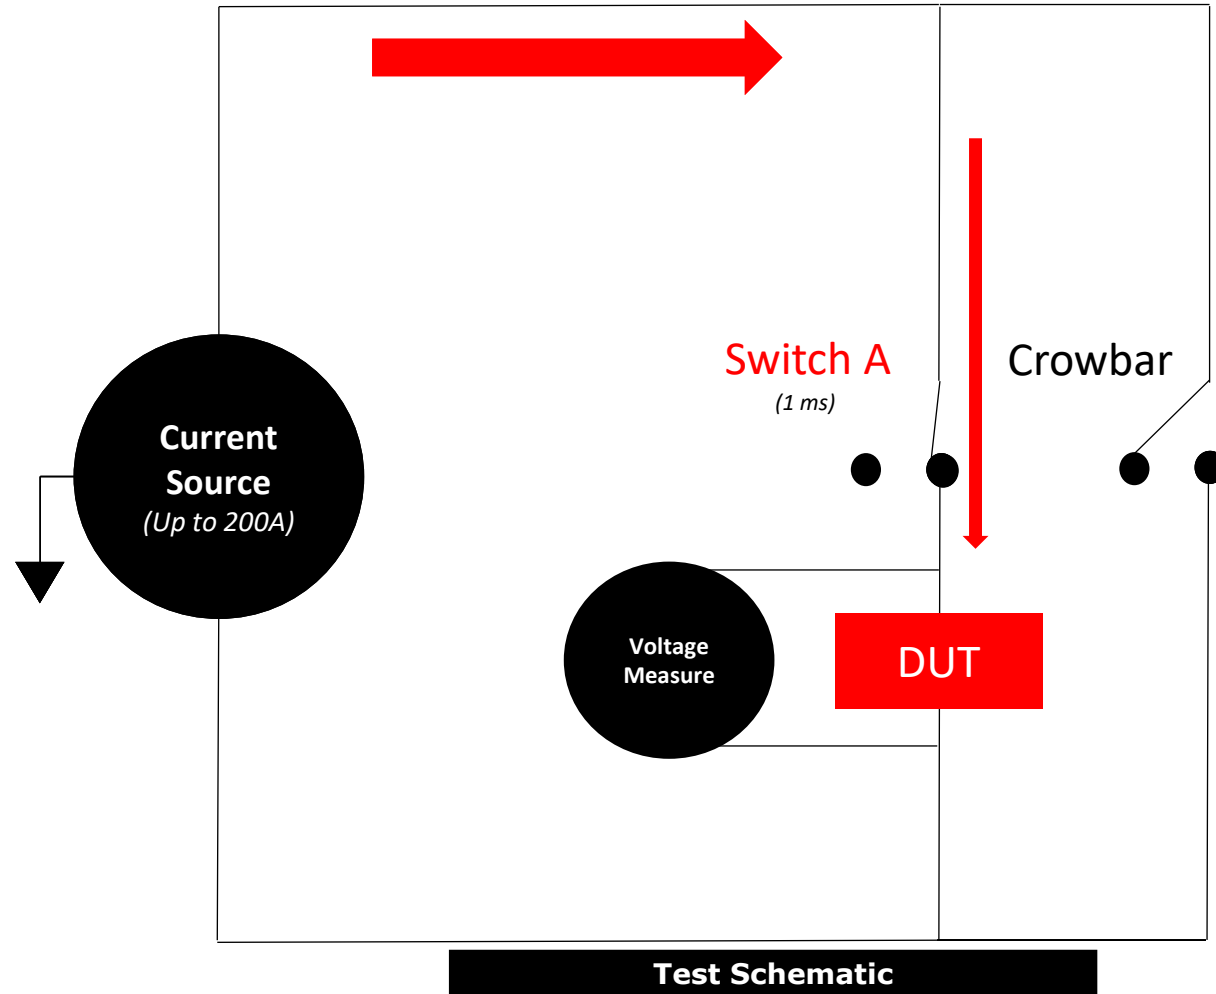 Switch A
(1 ms)
Crowbar
Current
Source
(Up to 200A)
Voltage
Measure
DUT
Test Schematic